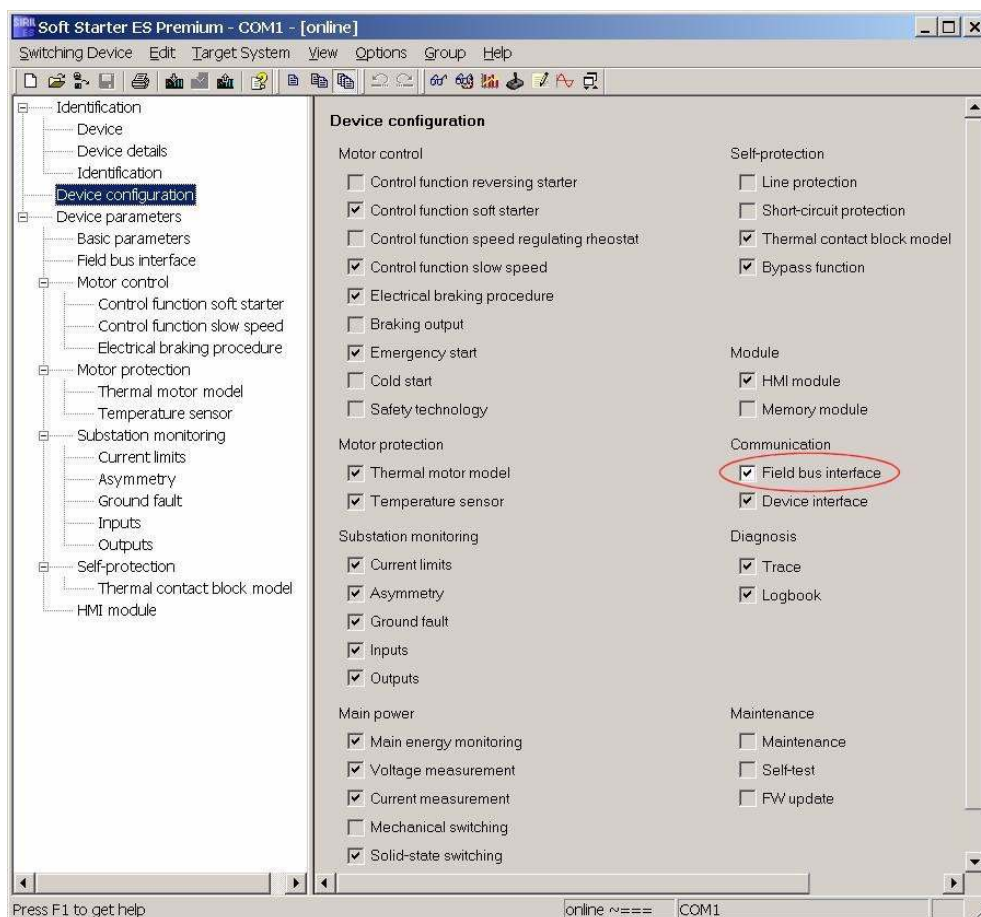 Soft Starter ES Premium - COM1 - [online]
Switching Device Edit Target System View Options Group Help
Identification
Device
Device details
Identification
Device configuration
Device parameters
Basic parameters
Field bus interface
Motor control
Control function soft starter
Control function slow speed
Electrical braking procedure
Motor protection
Thermal motor model
Temperature sensor
Substation monitoring
Current limits
Asymmetry
Ground fault
Inputs
Outputs
Self-protection
Thermal contact block model
HMI module
Device configuration
Motor control
Control function reversing starter
Control function soft starter
Control function speed regulating rheostat
Control function slow speed
Electrical braking procedure
Braking output
Emergency start
Cold start
Safety technology
Motor protection
Thermal motor model
Temperature sensor
Substation monitoring
Current limits
Asymmetry
Ground fault
Inputs
Outputs
Main power
Main energy monitoring
Voltage measurement
Current measurement
Mechanical switching
Solid-state switching
Self-protection
Line protection
Short-circuit protection
Thermal contact block model
Bypass function
Module
HMI module
Memory module
Communication
Field bus interface
Device interface
Diagnosis
Trace
Logbook
Maintenance
Maintenance
Self-test
FW update
Press F1 to get help
online ~===
COM1